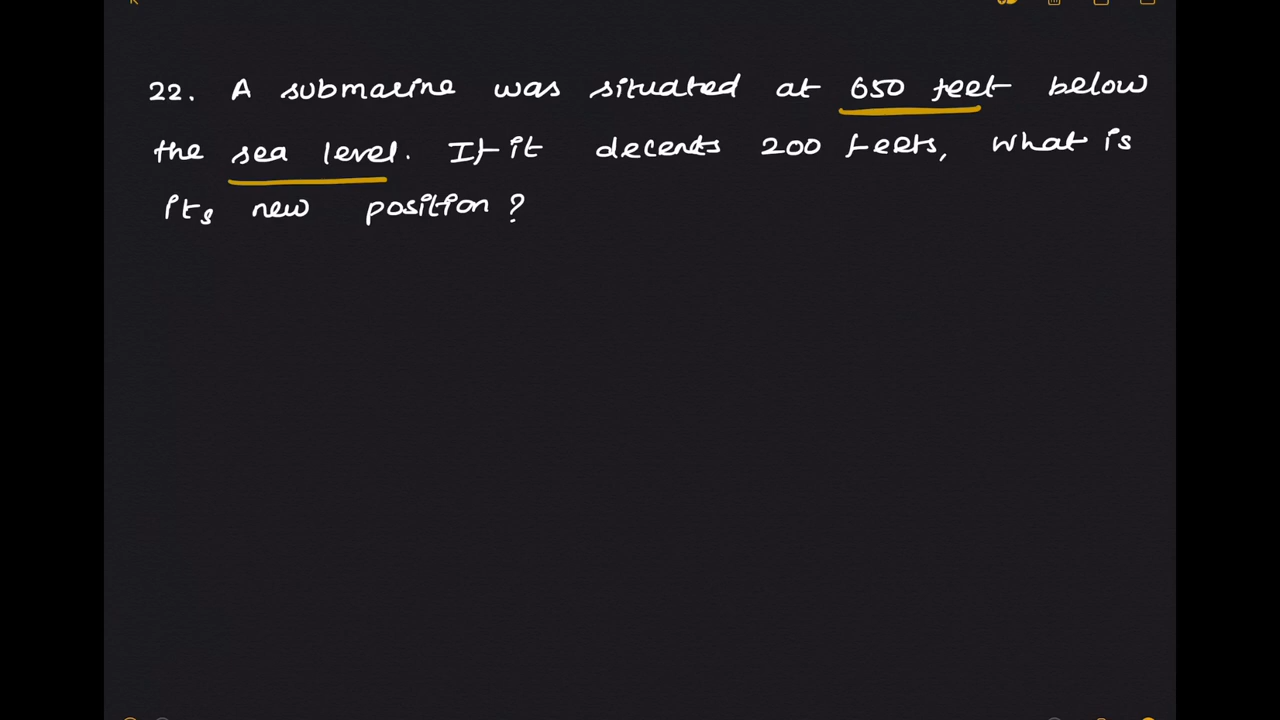 22. A submarine was situated at 650 feet below
the sea level. If it decents 200 feets, what is
its new position?